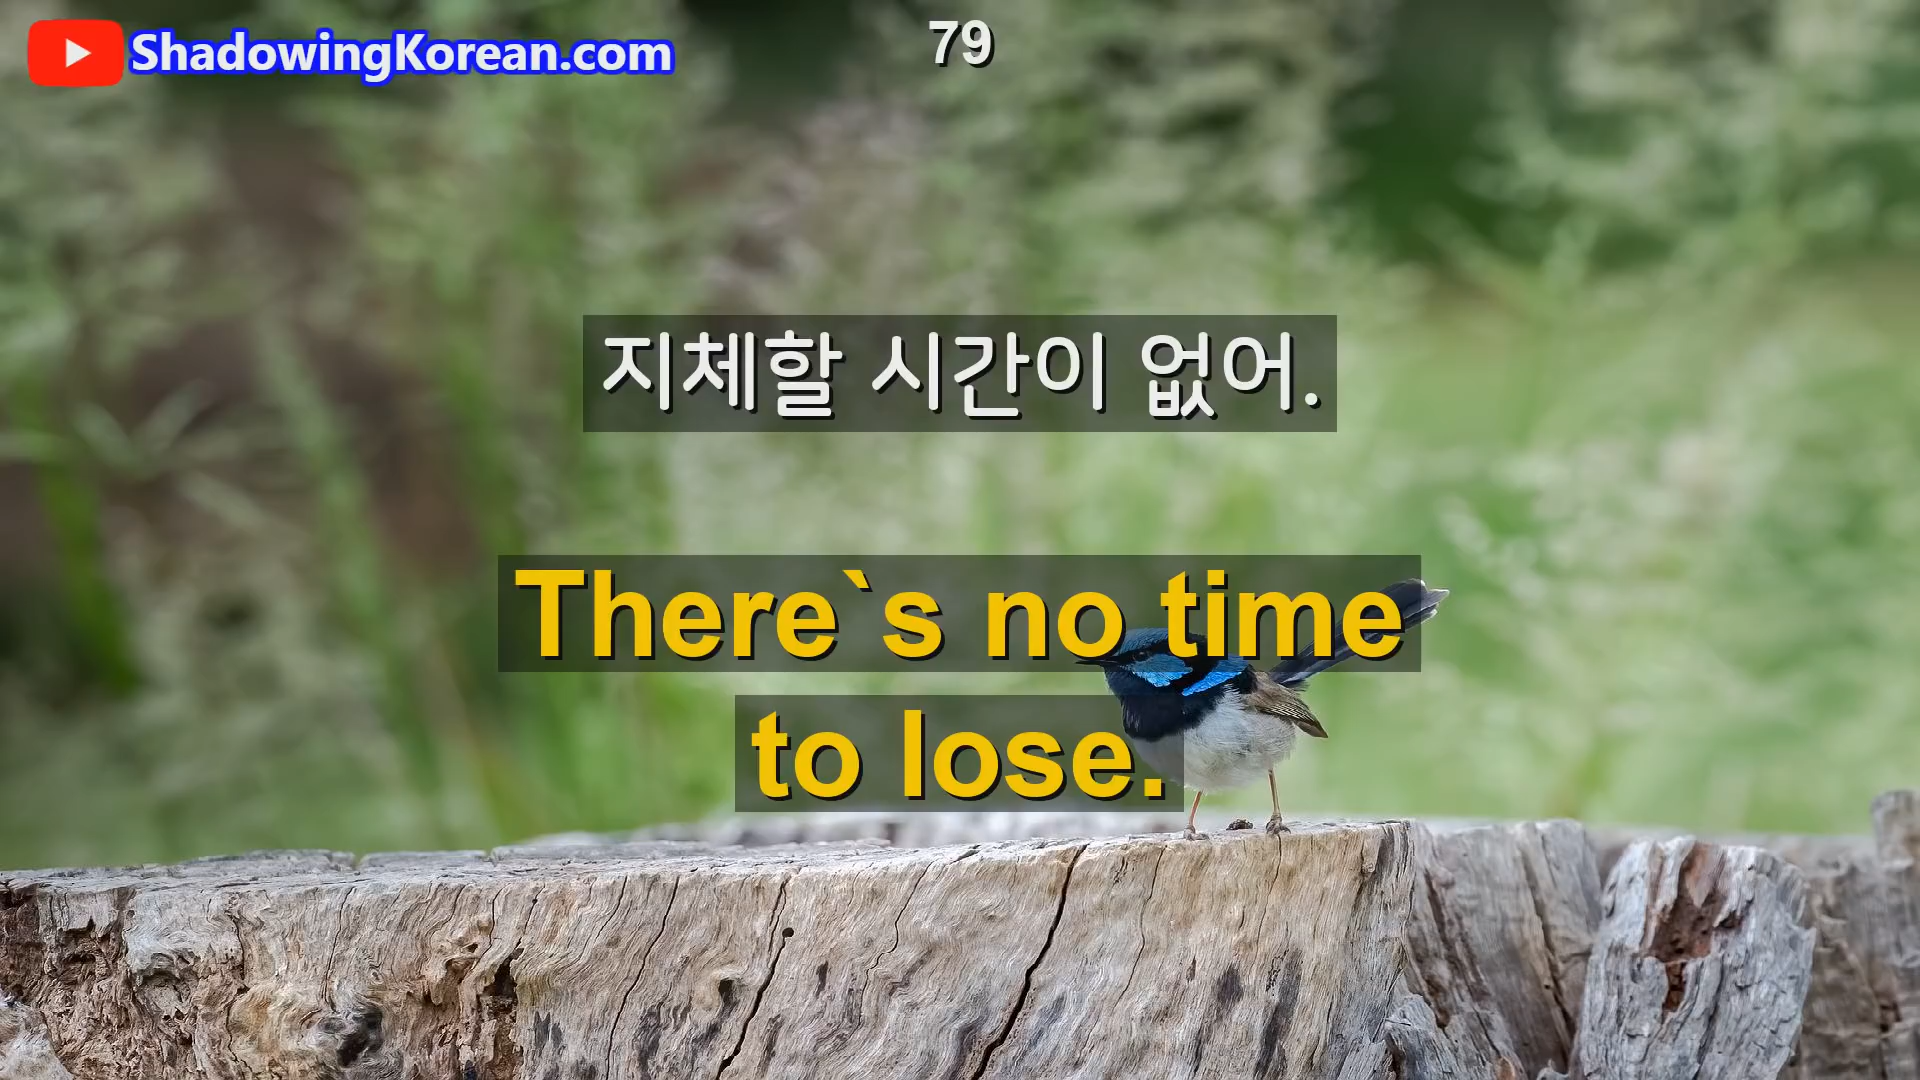 ShadowingKorean.com
79
지체할 시간이 없어.
There`s no time
to lose.